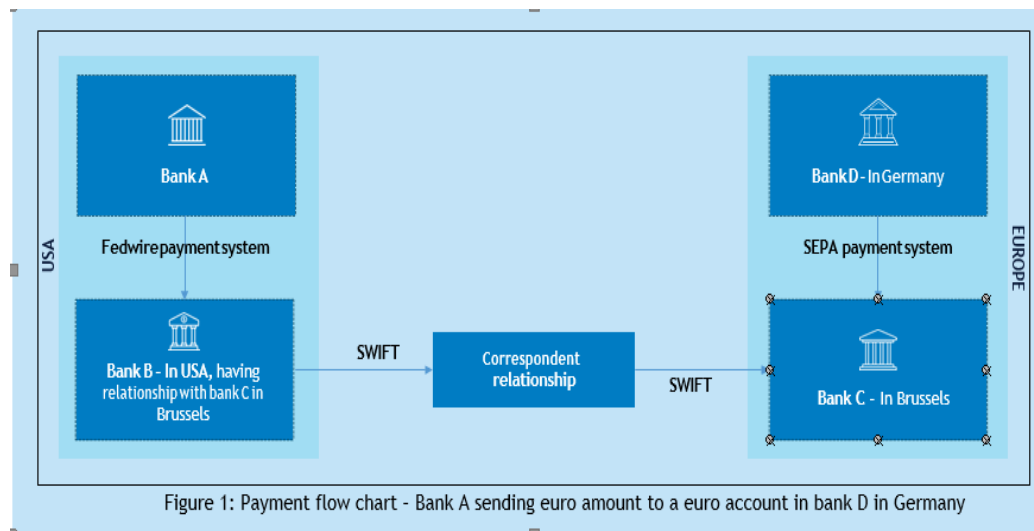 USA
Bank A
Fedwire payment system
Bank B - In USA, having
relationship with bank C in
Brussels
SWIFT
Correspondent
relationship
SWIFT
EUROPE
Bank D - In Germany
SEPA payment system
Bank C - In Brussels
Figure 1: Payment flow chart - Bank A sending euro amount to a euro account in bank D in Germany